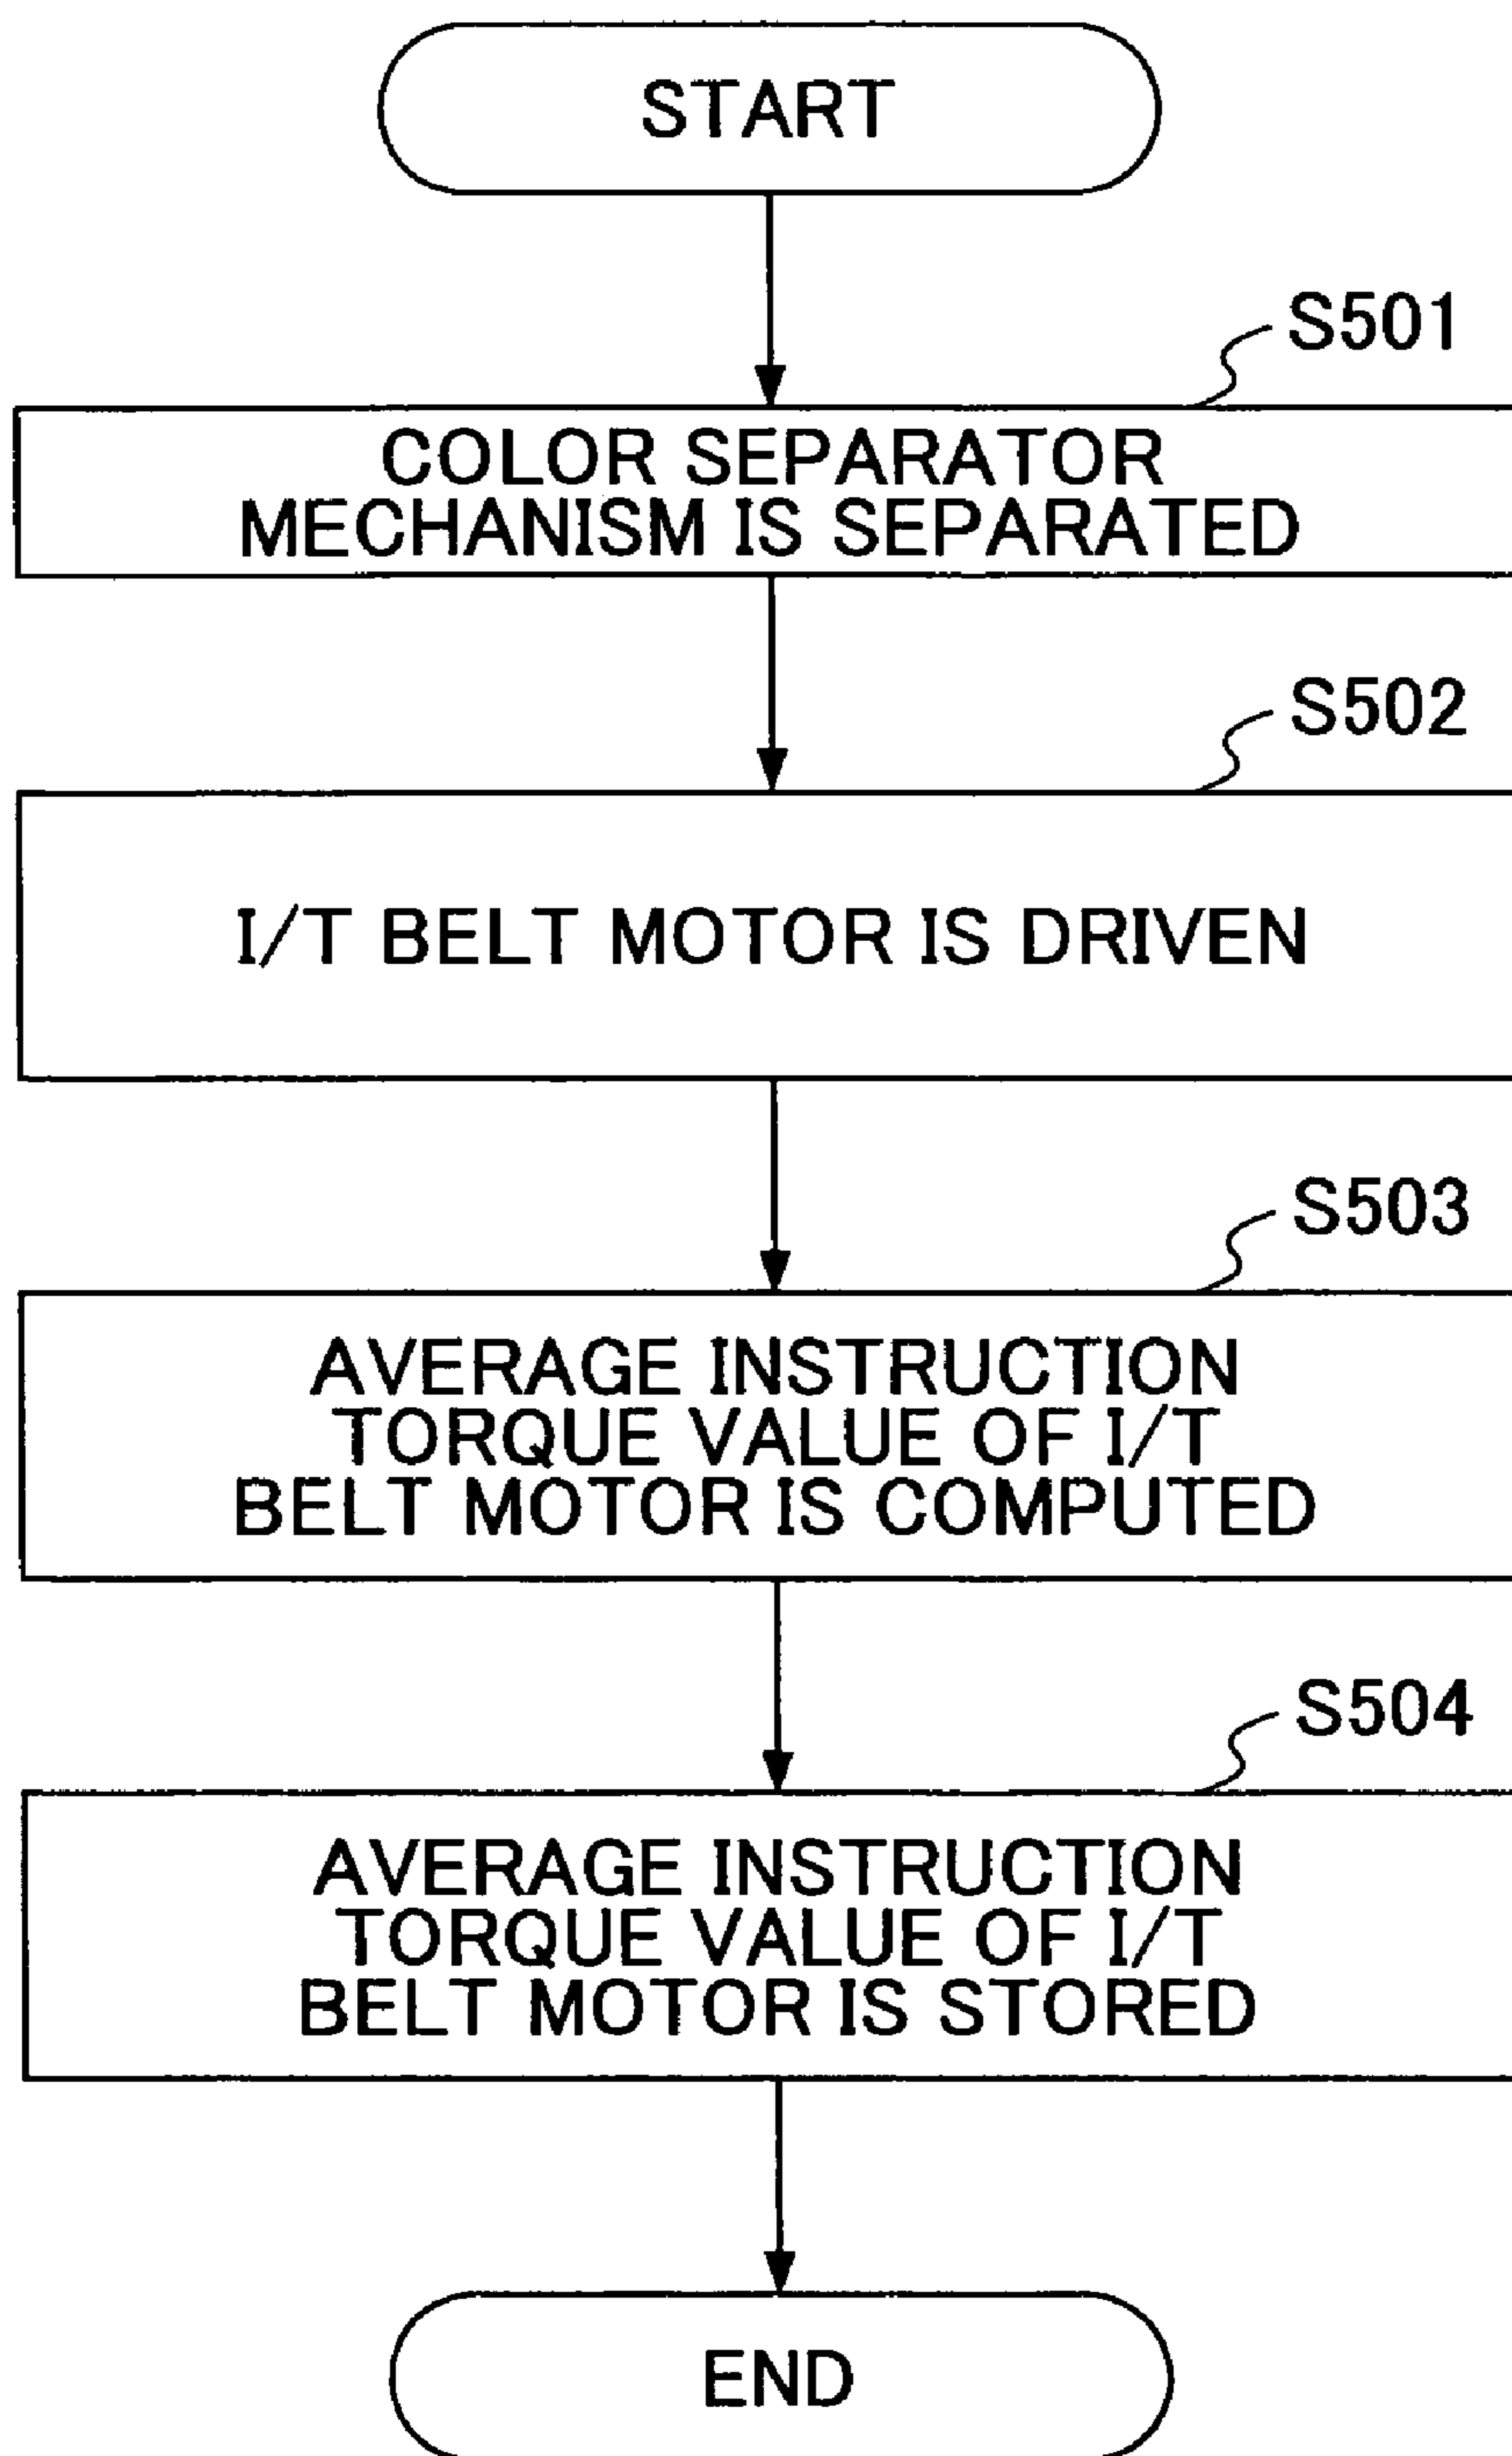 START
S501
COLOR SEPARATOR
MECHANISM IS SEPARATED
S502
I/T BELT MOTOR IS DRIVEN
S503
AVERAGE INSTRUCTION
TORQUE VALUE OF I/T
BELT MOTOR IS COMPUTED
S504
AVERAGE INSTRUCTION
TORQUE VALUE OF I/T
BELT MOTOR IS STORED
END